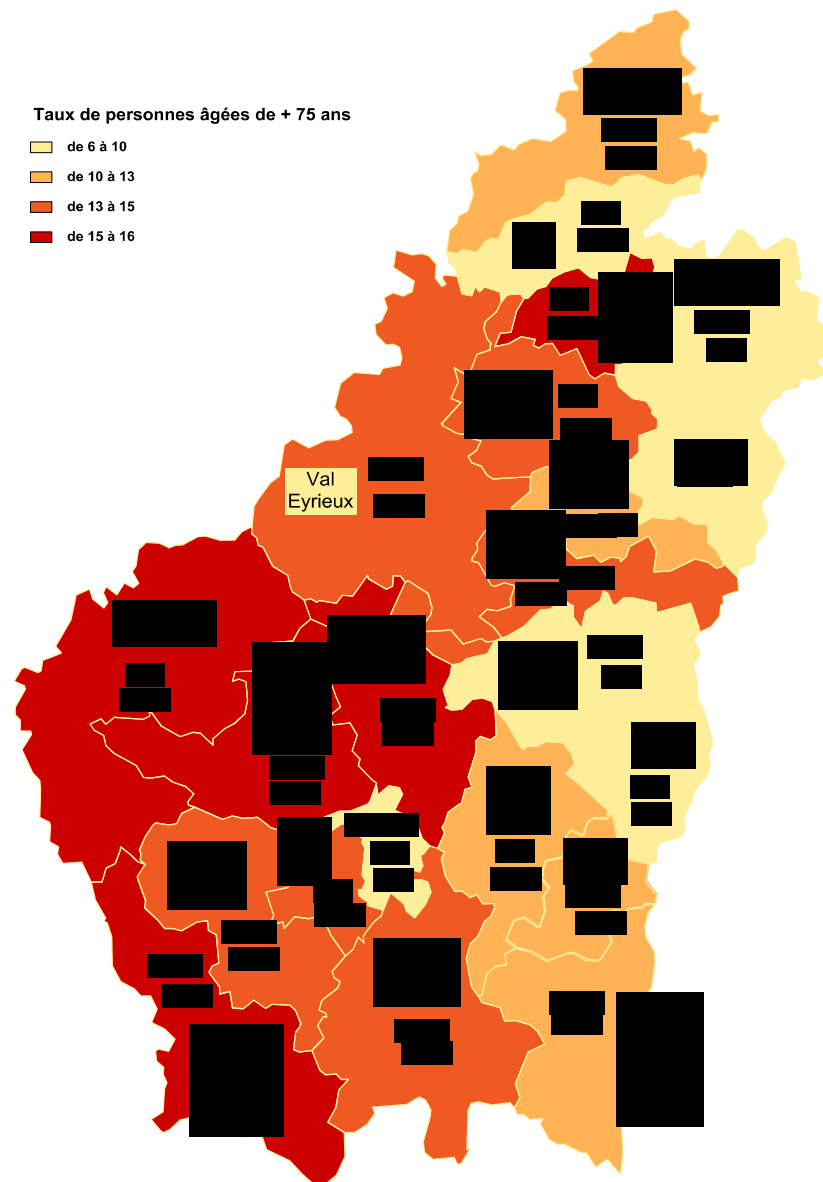 Taux de personnes âgées de + 75 ans
de 6 à 10
de 10 à 13
de 13 à 15
de 15 à 16
Val
Eyrieux